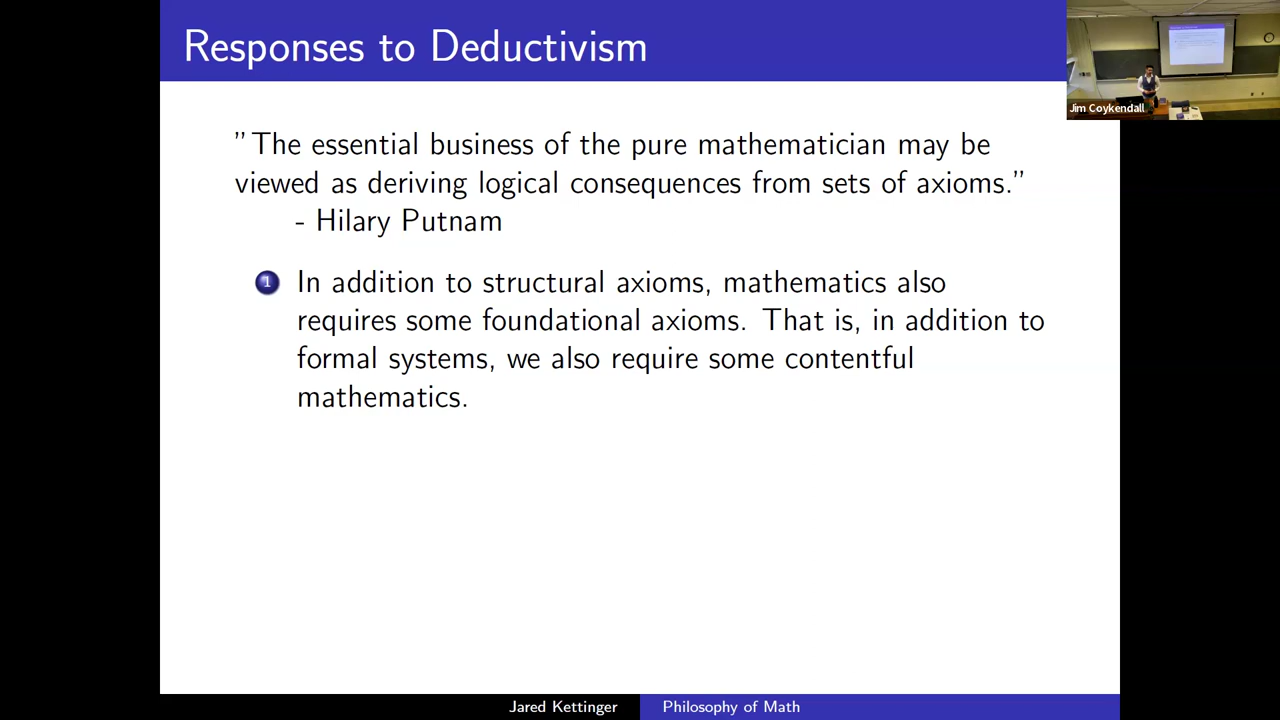 Responses to Deductivism
Jim Coykendall
”The essential business of the pure mathematician may be
viewed as deriving logical consequences from sets of axioms.”
- Hilary Putnam
1 In addition to structural axioms, mathematics also
requires some foundational axioms. That is, in addition to
formal systems, we also require some contentful
mathematics.
Jared Kettinger
Philosophy of Math